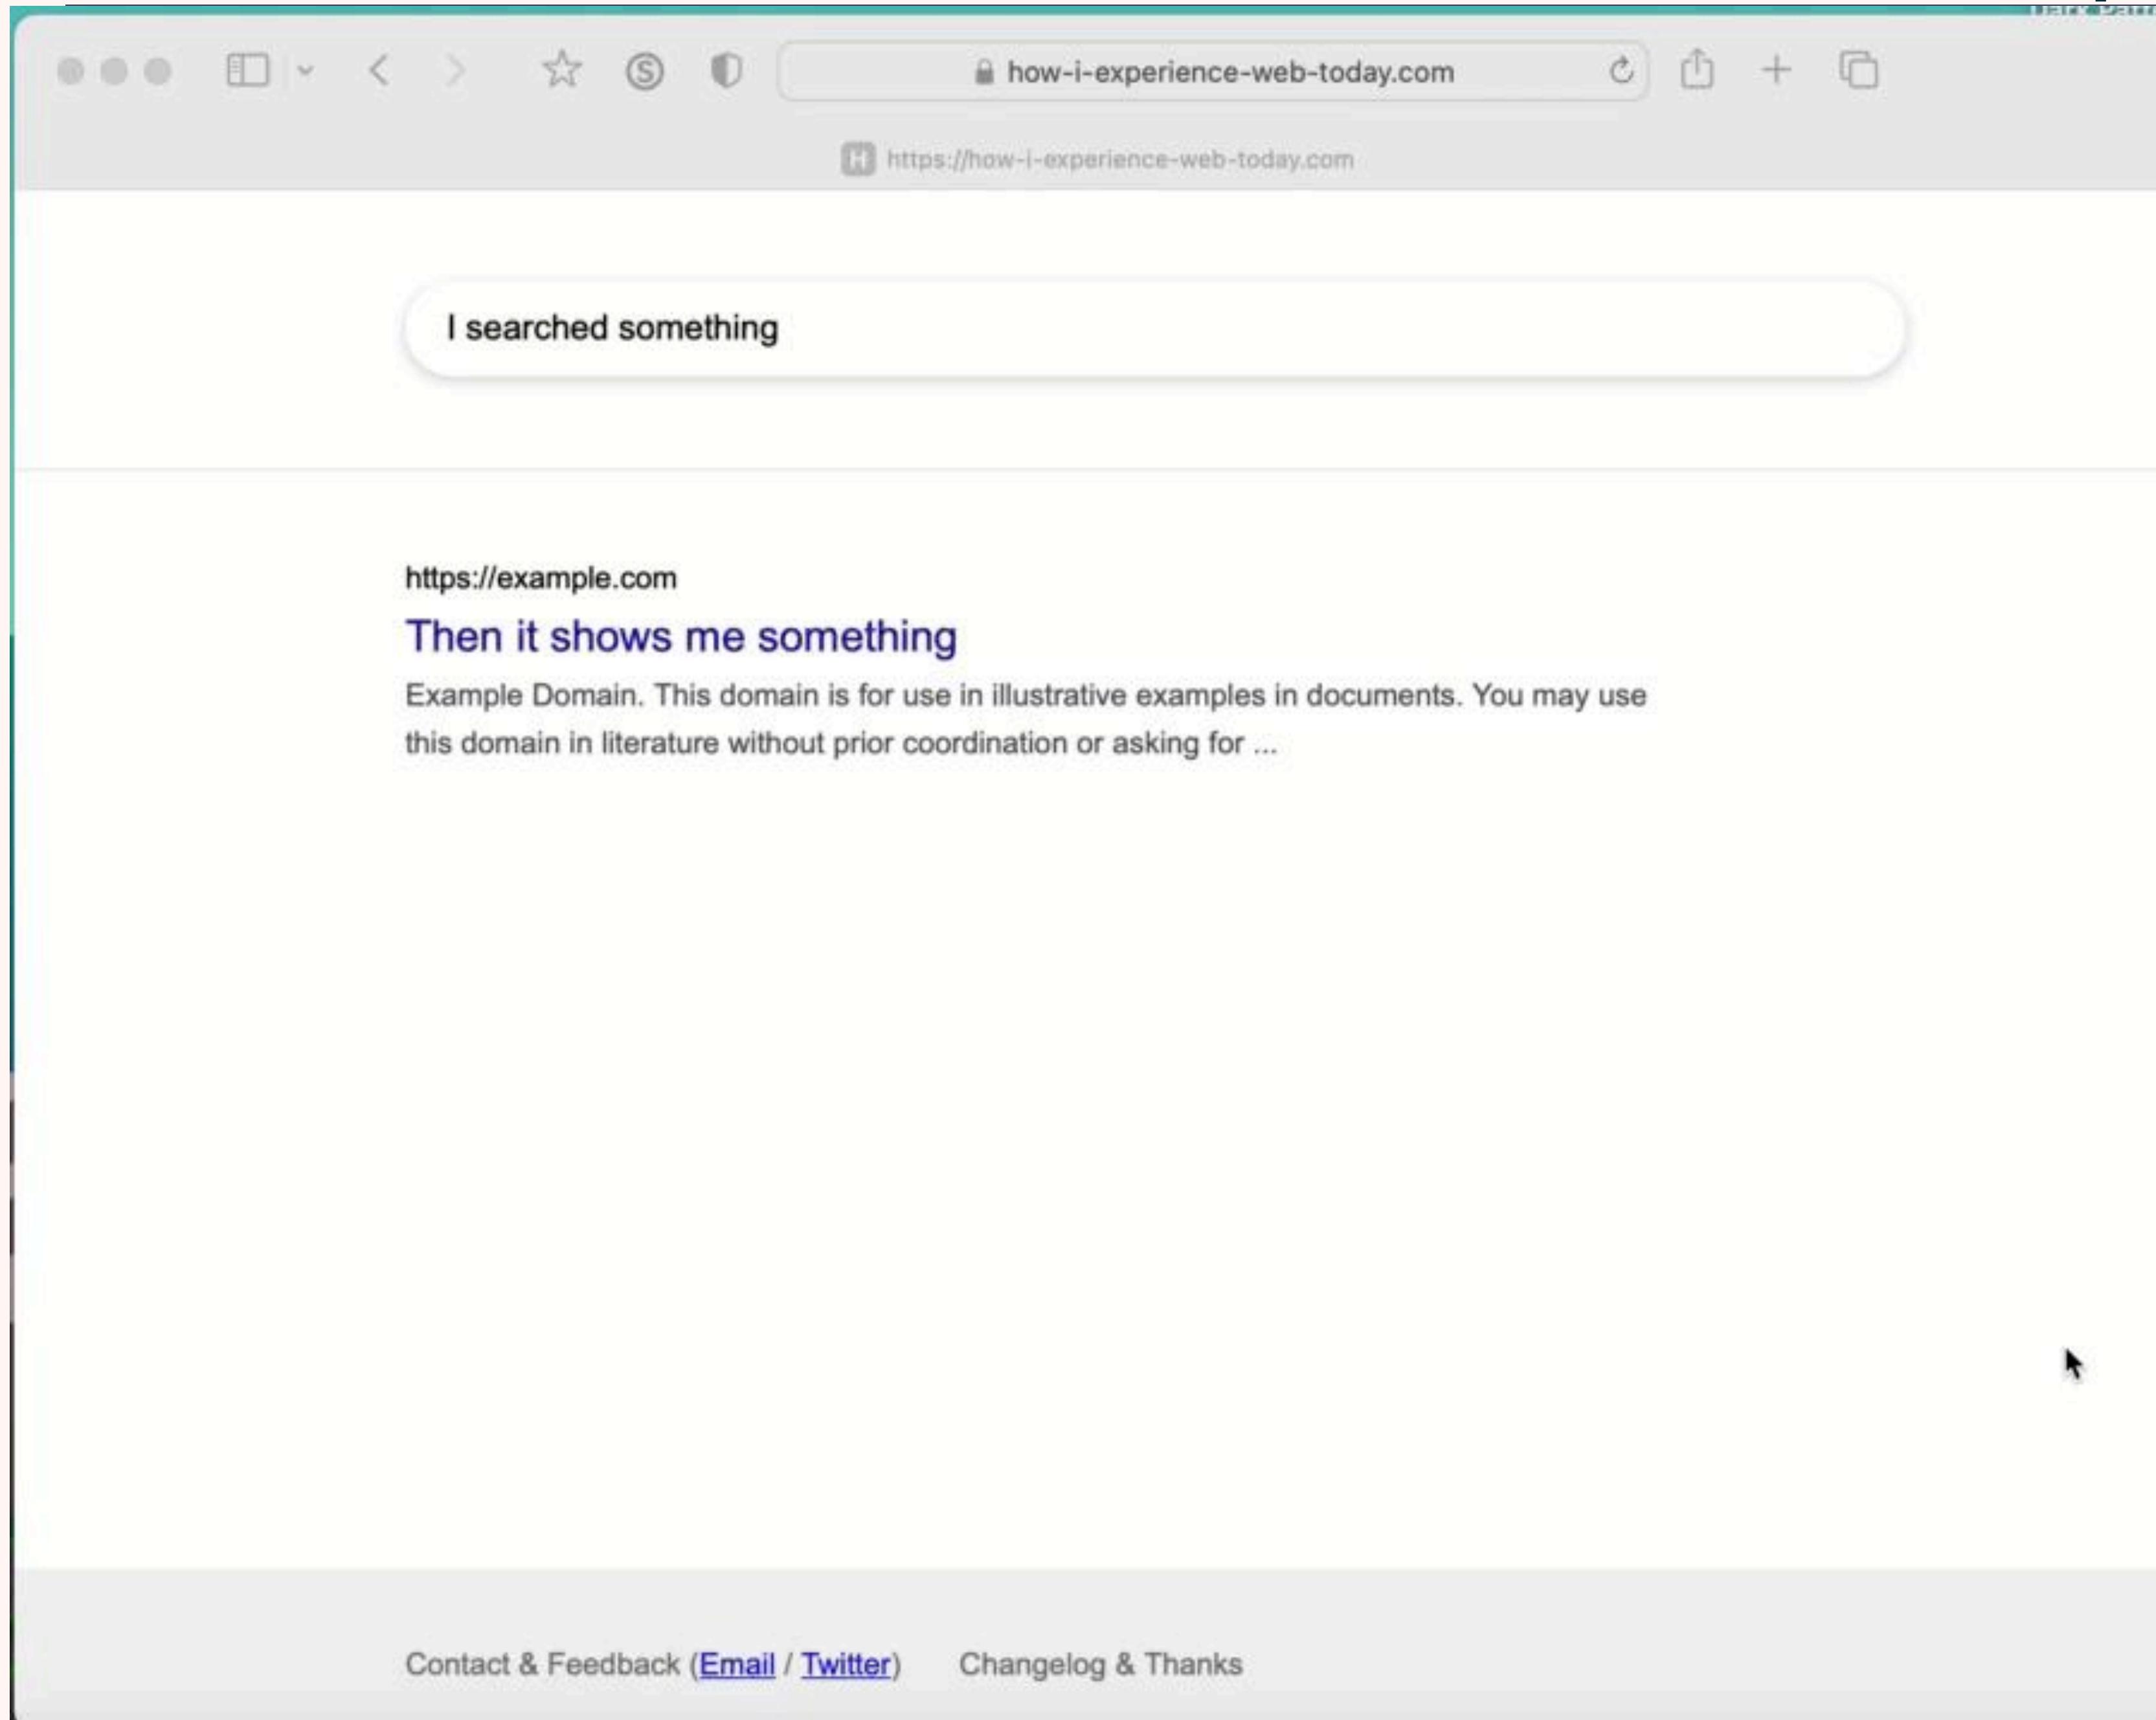 how-i-experience-web-today.com
https://how-i-experience-web-today.com
I searched something
https://example.com
Then it shows me something
Example Domain. This domain is for use in illustrative examples in documents. You may use
this domain in literature without prior coordination or asking for ...
Contact & Feedback (Email / Twitter) Changelog & Thanks